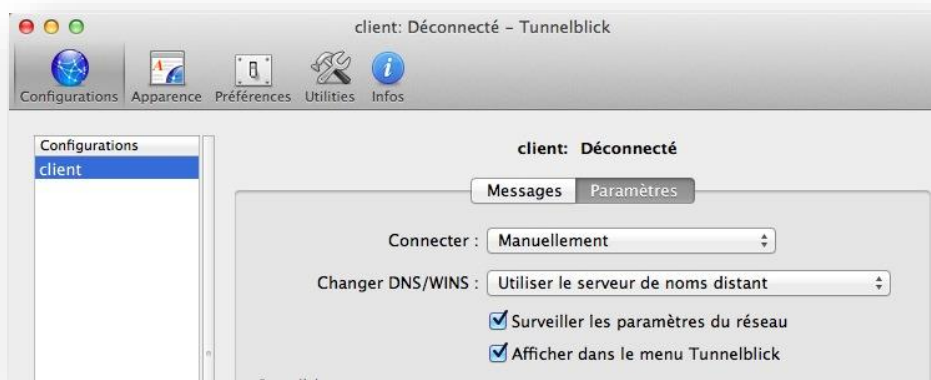 client: Déconnecté – Tunnelblick
Configurations Apparence Préférences Utilities Infos
Configurations
client
client: Déconnecté
Messages Paramètres
Connecter : Manuellement
Changer DNS/WINS : Utiliser le serveur de noms distant
Surveiller les paramètres du réseau
Afficher dans le menu Tunnelblick